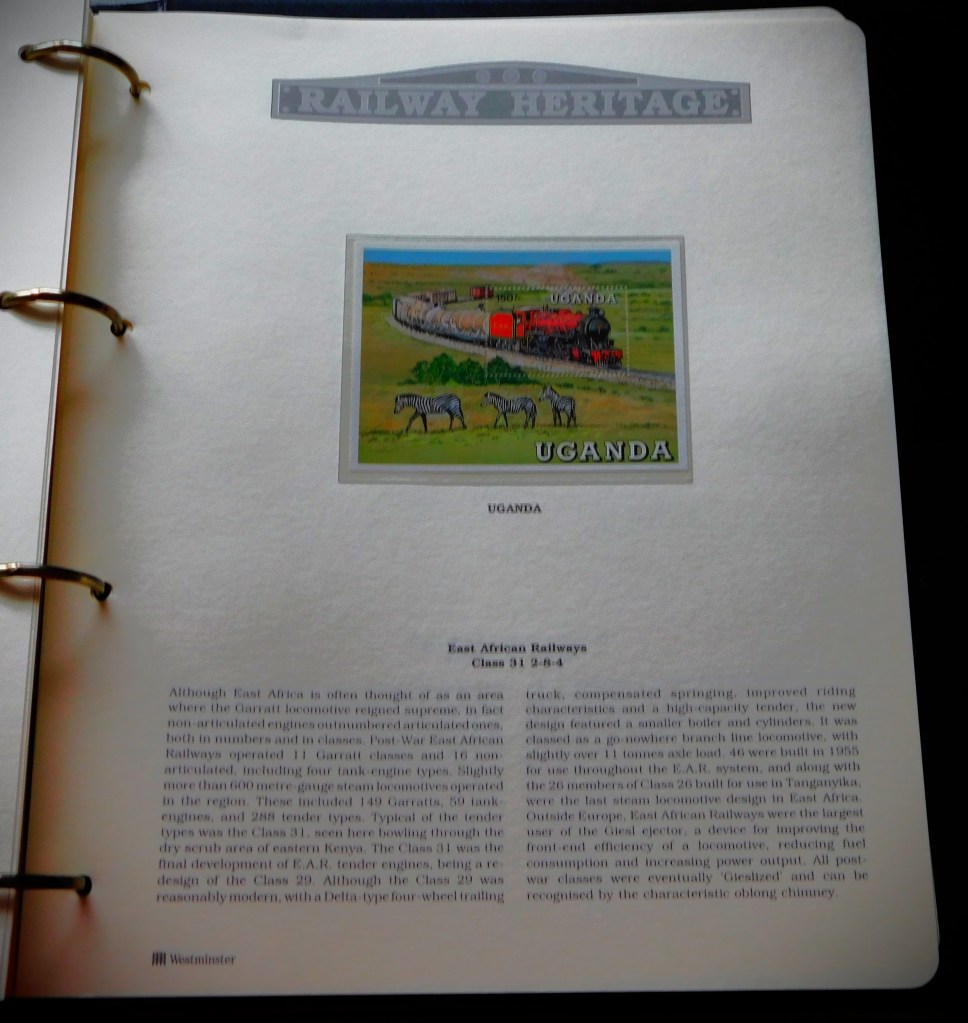 RAILWAY HERITAGE
150/-
UGANDA
UGANDA
UGANDA
East African Railways
Class 31 2-8-4
Although East Africa is often thought of as an area
where the Garratt locomotive reigned supreme, in fact
non-articulated engines outnumbered articulated ones,
both in numbers and in classes. Post-War East African
Railways operated 11 Garratt classes and 16 non-
articulated, including four tank-engine types. Slightly
more than 600 metre-gauge steam locomotives operated
in the region. These included 149 Garratts, 59 tank-
engines, and 288 tender types. Typical of the tender
types was the Class 31, seen here bowling through the
dry scrub area of eastern Kenya. The Class 31 was the
final development of E.A.R. tender engines, being a re-
design of the Class 29. Although the Class 29 was
reasonably modern, with a Delta-type four-wheel trailing
truck, compensated springing, improved riding
characteristics and a high-capacity tender, the new
design featured a smaller boiler and cylinders. It was
classed as a go-nowhere branch line locomotive, with
slightly over 11 tonnes axle load. 46 were built in 1955
for use throughout the E.A.R. system, and along with
the 26 members of Class 26 built for use in Tanganyika,
were the last steam locomotive design in East Africa.
Outside Europe, East African Railways were the largest
user of the Giesl ejector, a device for improving the
front-end efficiency of a locomotive, reducing fuel
consumption and increasing power output. All post-
war classes were eventually 'Gieslized' and can be
recognised by the characteristic oblong chimney.
Westminster